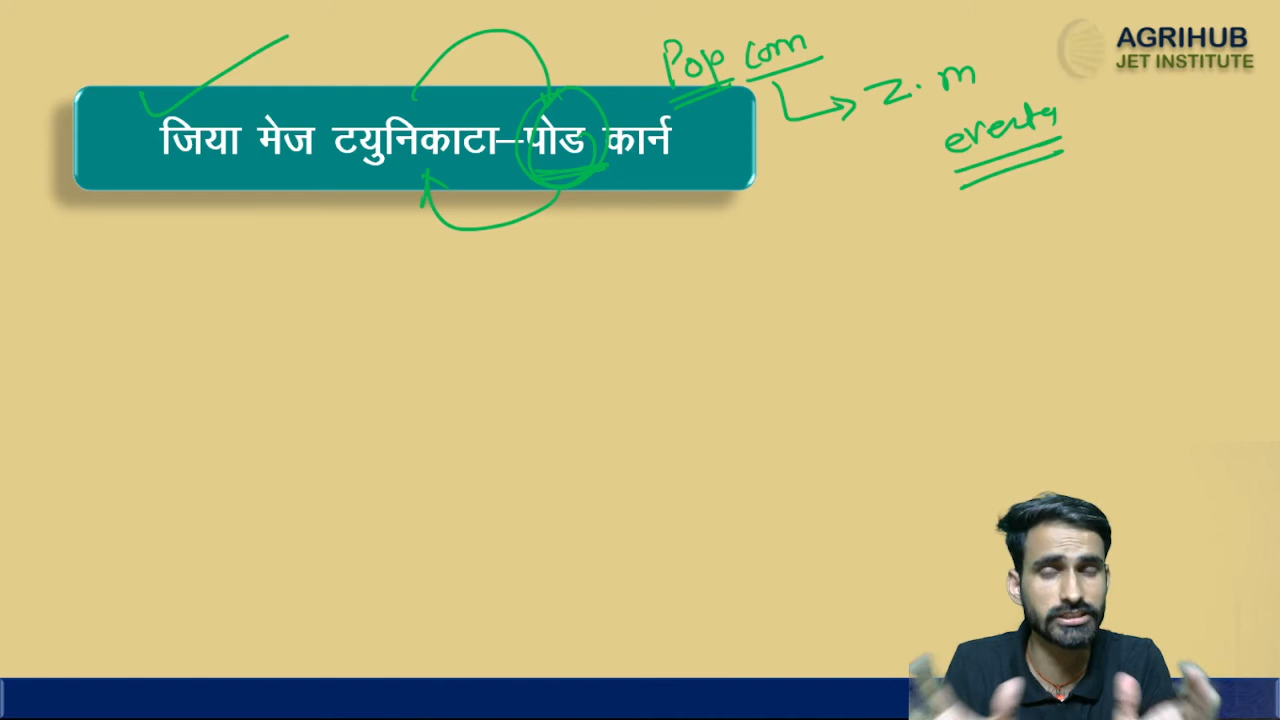 AGRIHUB
JET INSTITUTE
Pop corn
Z. m
everta
जिया मेज टयुनिकाटा–पोड कार्न